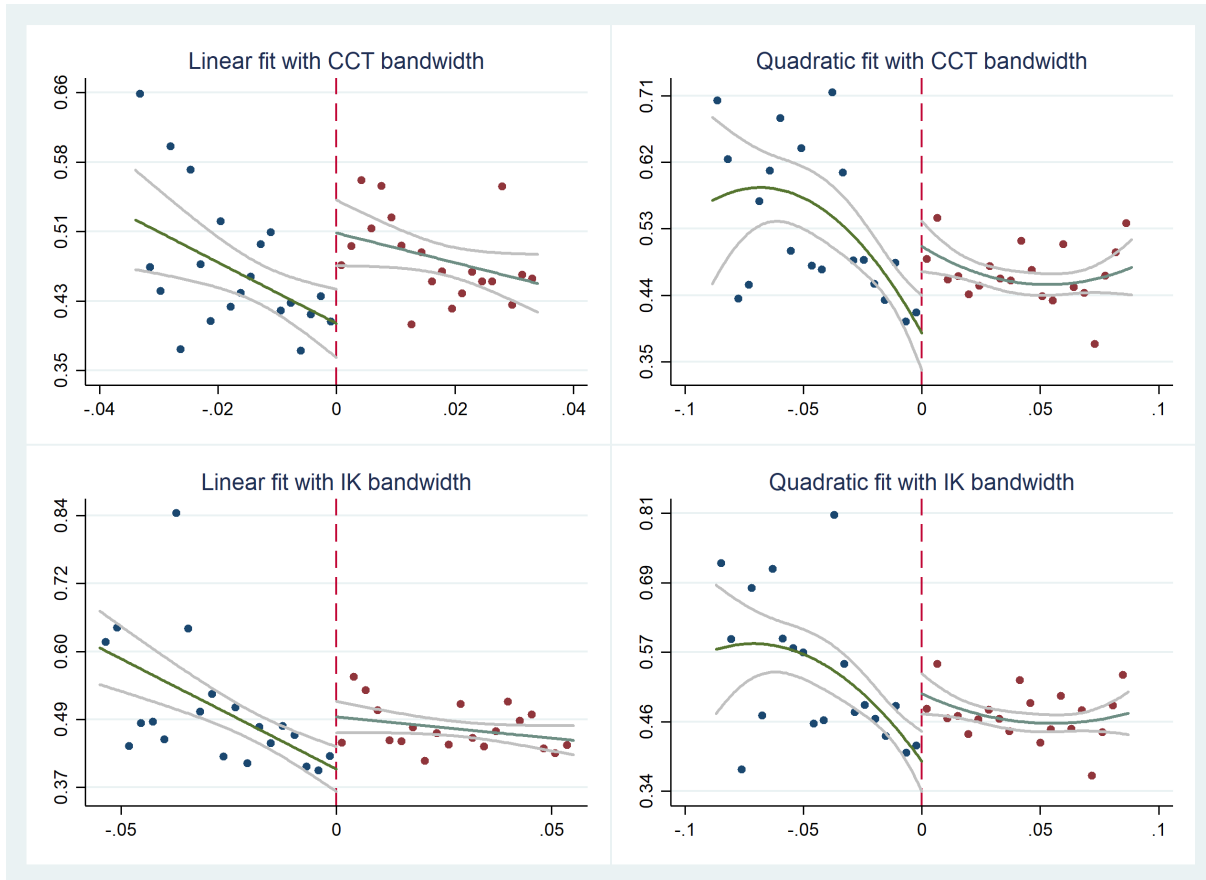 Linear fit with CCT bandwidth
0.66
0.58
0.51
0.43
0.35
-.04 -.02 0 .02 .04
Quadratic fit with CCT bandwidth
0.71
0.62
0.53
0.44
0.35
-.1 -.05 0 .05 .1
Linear fit with IK bandwidth
0.84
0.72
0.60
0.49
0.37
-.05 0 .05
Quadratic fit with IK bandwidth
0.81
0.69
0.57
0.46
0.34
-.1 -.05 0 .05 .1